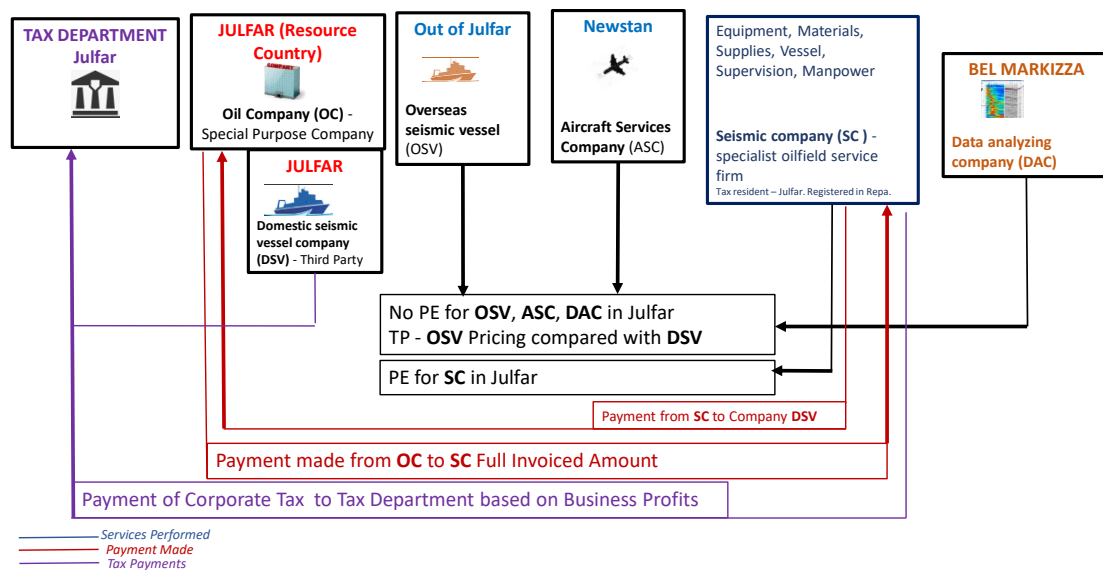 TAX DEPARTMENT
Julfar
JULFAR (Resource
Country)
COMPANY
Oil Company (OC) -
Special Purpose Company
JULFAR
Domestic seismic
vessel company
(DSV) - Third Party
Out of Julfar
Overseas
seismic vessel
(OSV)
Newstan
Aircraft Services
Company (ASC)
Equipment, Materials,
Supplies, Vessel,
Supervision, Manpower
Seismic company (SC ) -
specialist oilfield service
firm
Tax resident – Julfar. Registered in Repa.
BEL MARKIZZA
Data analyzing
company (DAC)
No PE for OSV, ASC, DAC in Julfar
TP - OSV Pricing compared with DSV
PE for SC in Julfar
Payment from SC to Company DSV
Payment made from OC to SC Full Invoiced Amount
Payment of Corporate Tax to Tax Department based on Business Profits
Services Performed
Payment Made
Tax Payments